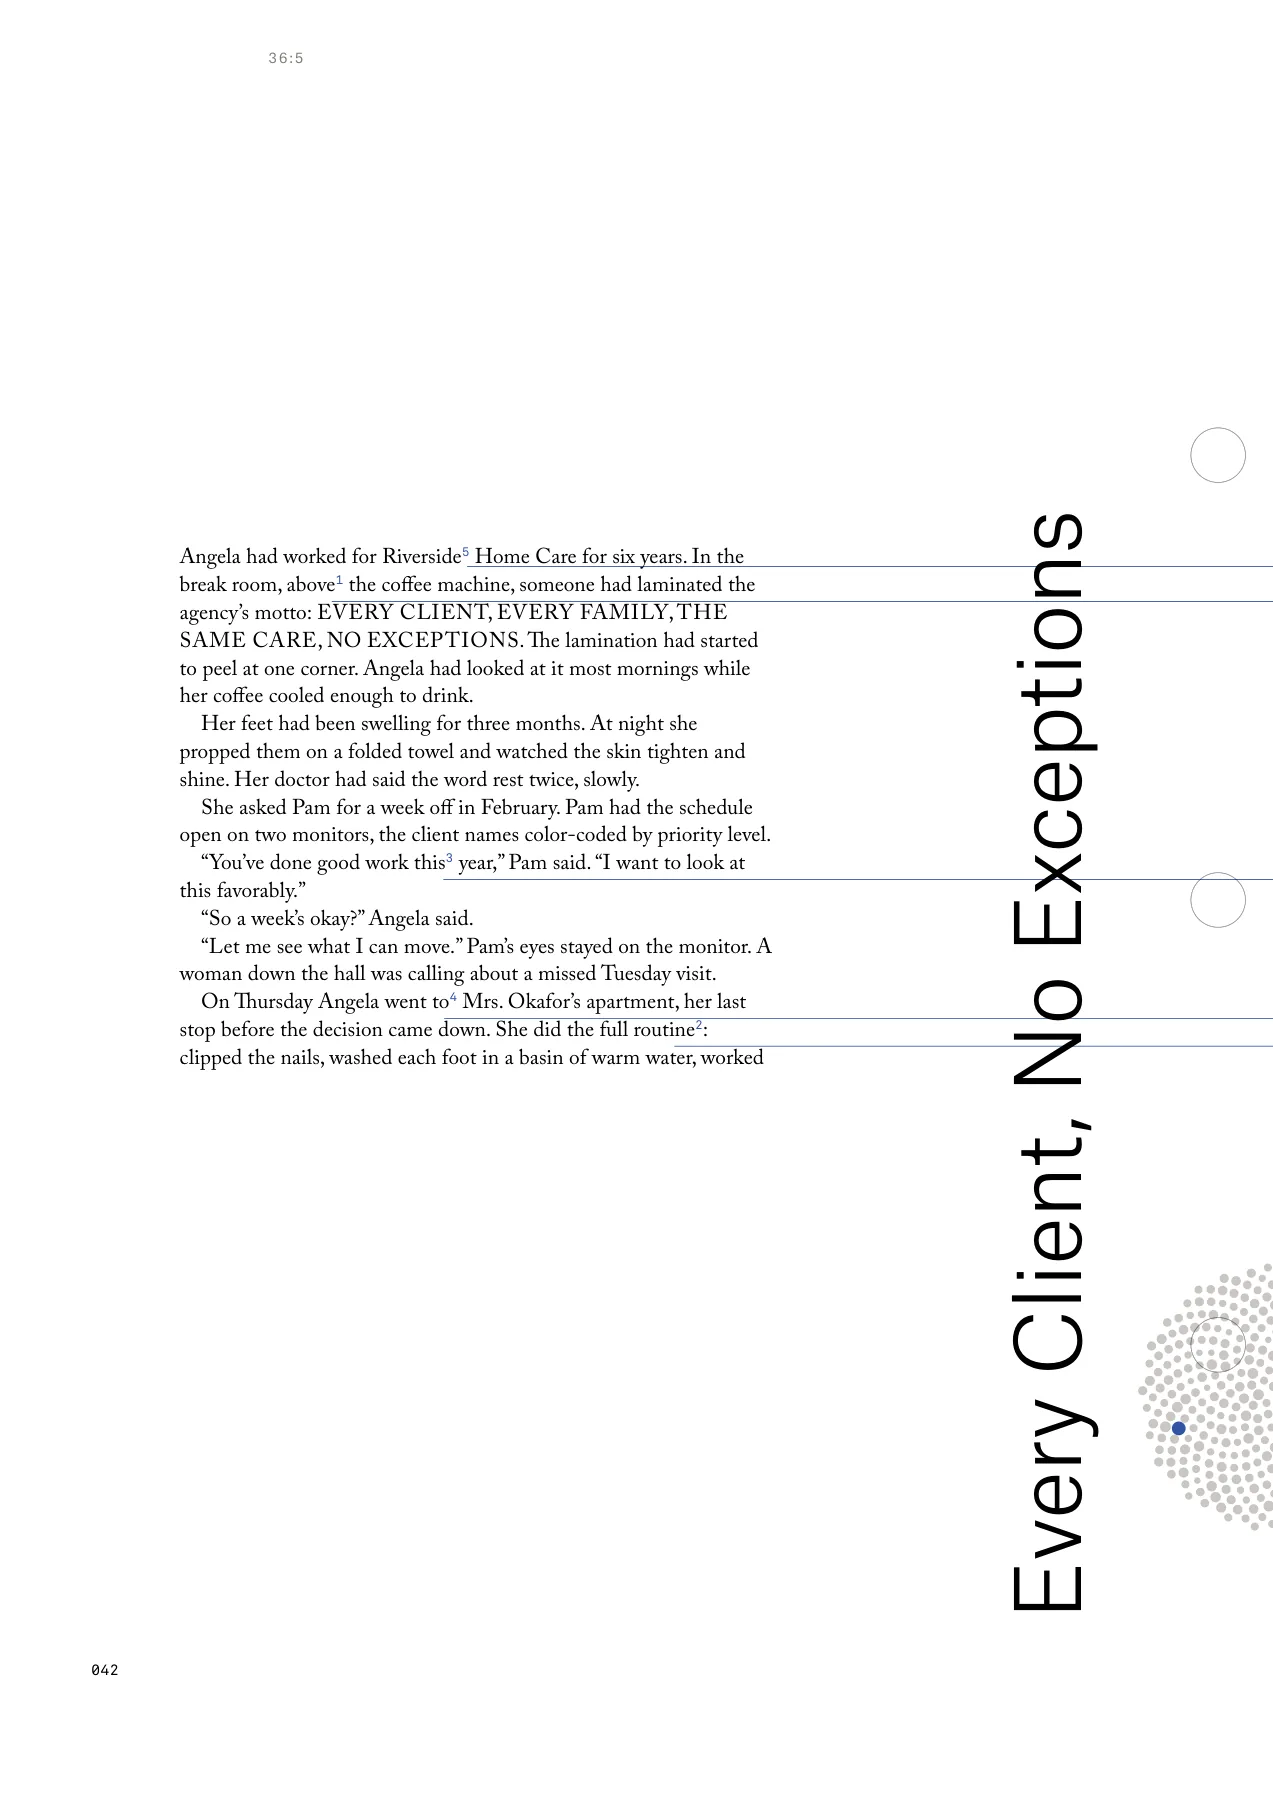 36:5
Angela had worked for Riverside⁵ Home Care for six years. In the
break room, above¹ the coffee machine, someone had laminated the
agency’s motto: EVERY CLIENT, EVERY FAMILY, THE
SAME CARE, NO EXCEPTIONS. The lamination had started
to peel at one corner. Angela had looked at it most mornings while
her coffee cooled enough to drink.
Her feet had been swelling for three months. At night she
propped them on a folded towel and watched the skin tighten and
shine. Her doctor had said the word rest twice, slowly.
She asked Pam for a week off in February. Pam had the schedule
open on two monitors, the client names color-coded by priority level.
“You’ve done good work this³ year,” Pam said. “I want to look at
this favorably.”
“So a week’s okay?” Angela said.
“Let me see what I can move.” Pam’s eyes stayed on the monitor. A
woman down the hall was calling about a missed Tuesday visit.
On Thursday Angela went to⁴ Mrs. Okafor’s apartment, her last
stop before the decision came down. She did the full routine²:
clipped the nails, washed each foot in a basin of warm water, worked
Every Client, No Exceptions
042